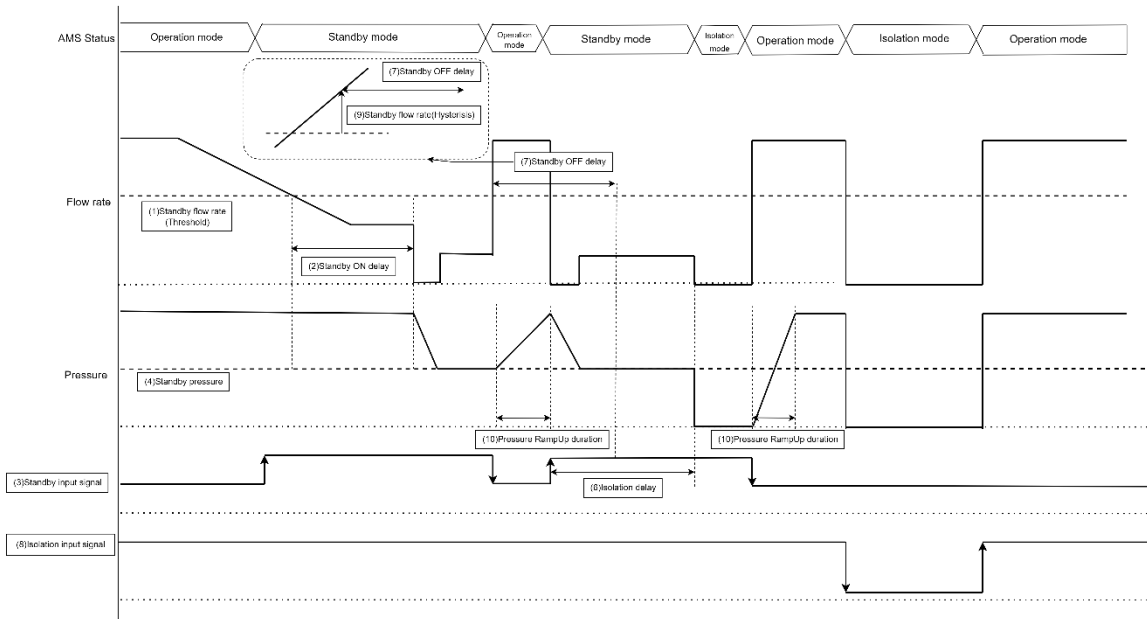 AMS Status
Operation mode
Standby mode
Operation
mode
Standby mode
Isolation
mode
Operation mode
Isolation mode
Operation mode
(7)Standby OFF delay
(9)Standby flow rate(Hysterisis)
(7)Standby OFF delay
Flow rate
(1)Standby flow rate
(Threshold)
(2)Standby ON delay
Pressure
(4)Standby pressure
(10)Pressure RampUp duration
(10)Pressure RampUp duration
(3)Standby input signal
(6)Isolation delay
(8)Isolation input signal